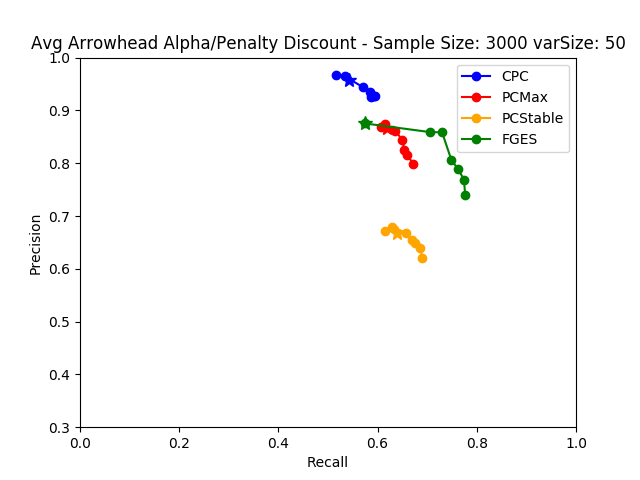 Avg Arrowhead Alpha/Penalty Discount - Sample Size: 3000 varSize: 50
1.0
0.9
0.8
0.7
0.6
0.5
0.4
0.3
Precision
CPC
PCMax
PCStable
FGES
0.0 0.2 0.4 0.6 0.8 1.0
Recall